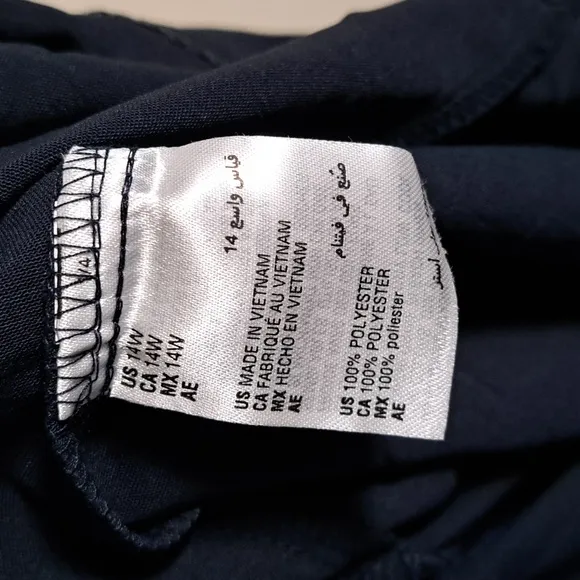 US 14W
CA 14W
MX 14W
AE
قياس واسع 14
US MADE IN VIETNAM
CA FABRIQUÉ AU VIETNAM
MX HECHO EN VIETNAM
AE
صنع في فيتنام
US 100% POLYESTER
CA 100% POLYESTER
MX 100% poliester
AE